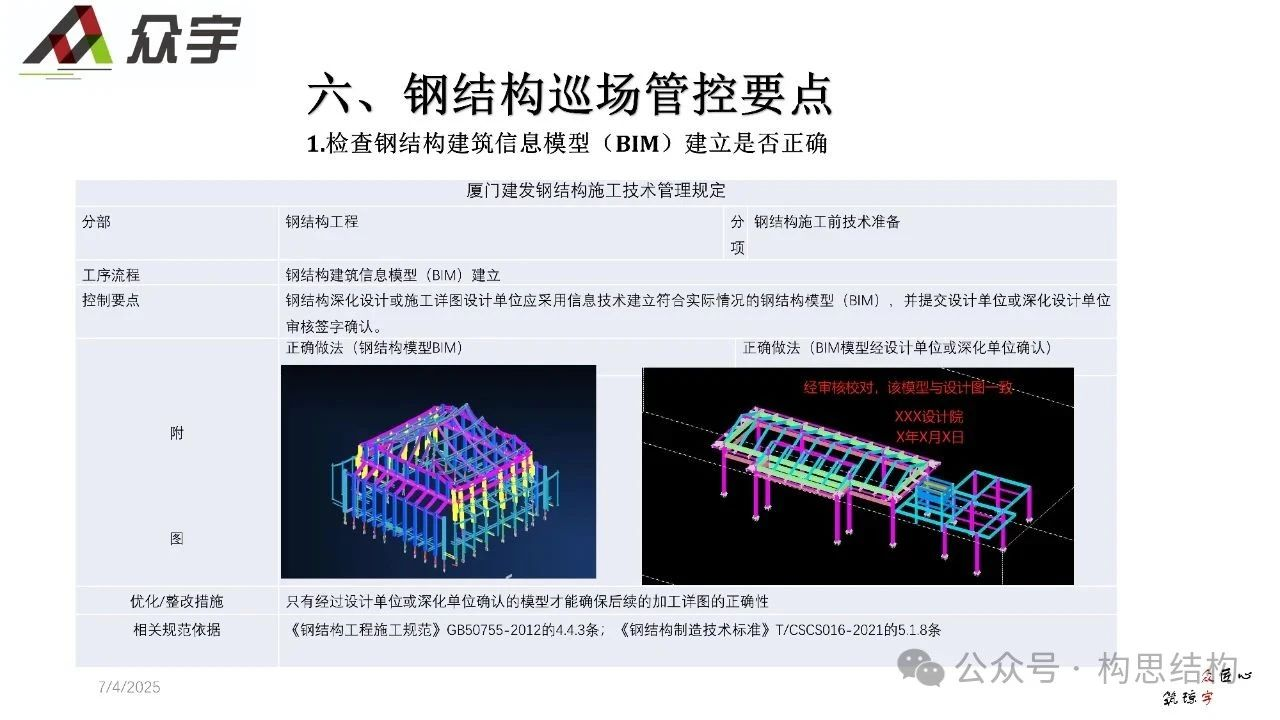 众宇
六、钢结构巡场管控要点
1.检查钢结构建筑信息模型（BIM）建立是否正确
厦门建发钢结构施工技术管理规定
分部
钢结构工程
分
项
钢结构施工前技术准备
工序流程
钢结构建筑信息模型（BIM）建立
控制要点
钢结构深化设计或施工详图设计单位应采用信息技术建立符合实际情况的钢结构模型（BIM），并提交设计单位或深化设计单位
审核签字确认。
正确做法（钢结构模型BIM）
正确做法（BIM模型经设计单位或深化单位确认）
附
图
经审核校对，该模型与设计图一致
XXX设计院
X年X月X日
优化/整改措施
只有经过设计单位或深化单位确认的模型才能确保后续的加工详图的正确性
相关规范依据
《钢结构工程施工规范》GB50755-2012的4.4.3条；《钢结构制造技术标准》T/CSCS016-2021的5.1.8条
7/4/2025
公众号·构思结构
众匠心
筑琼宇